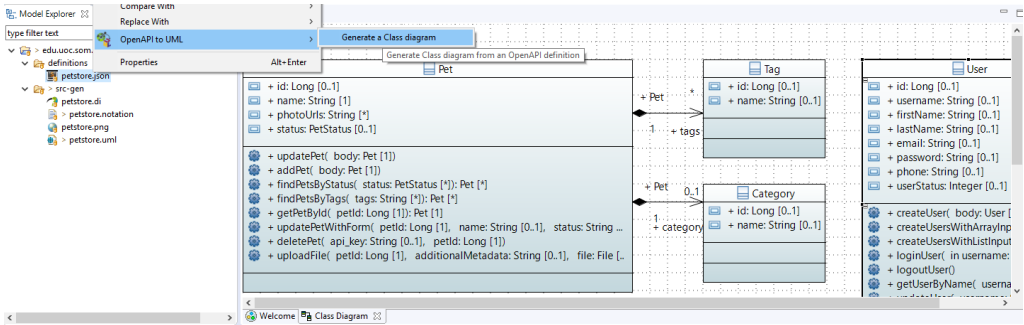 Model Explorer
type filter text
> edu.uoc.som.
definitions
petstore.json
> src-gen
petstore.di
> petstore.notation
petstore.png
> petstore.uml
Compare With
Replace With
OpenAPI to UML
Properties Alt+Enter
Generate a Class diagram
Generate Class diagram from an OpenAPI definition
Pet
+ id: Long [0..1]
+ name: String [1]
+ photoUrls: String [*]
+ status: PetStatus [0..1]
+ updatePet( body: Pet [1])
+ addPet( body: Pet [1])
+ findPetsByStatus( status: PetStatus [*]): Pet [*]
+ findPetsByTags( tags: String [*]): Pet [*]
+ getPetById( petId: Long [1]): Pet [1]
+ updatePetWithForm( petId: Long [1], name: String [0..1], status: String ...
+ deletePet( api_key: String [0..1], petId: Long [1])
+ uploadFile( petId: Long [1], additionalMetadata: String [0..1], file: File [..
+ Pet *
1 + tags
+ Pet 0..1
1
+ category
Tag
+ id: Long [0..1]
+ name: String [0..1]
Category
+ id: Long [0..1]
+ name: String [0..1]
User
+ id: Long [0..1]
+ username: String [0..1]
+ firstName: String [0..1]
+ lastName: String [0..1]
+ email: String [0..1]
+ password: String [0..1]
+ phone: String [0..1]
+ userStatus: Integer [0..1]
+ createUser( body: User [
+ createUsersWithArrayInp
+ createUsersWithListInput
+ loginUser( in username:
+ logoutUser()
+ getUserByName( userna
Welcome Class Diagram